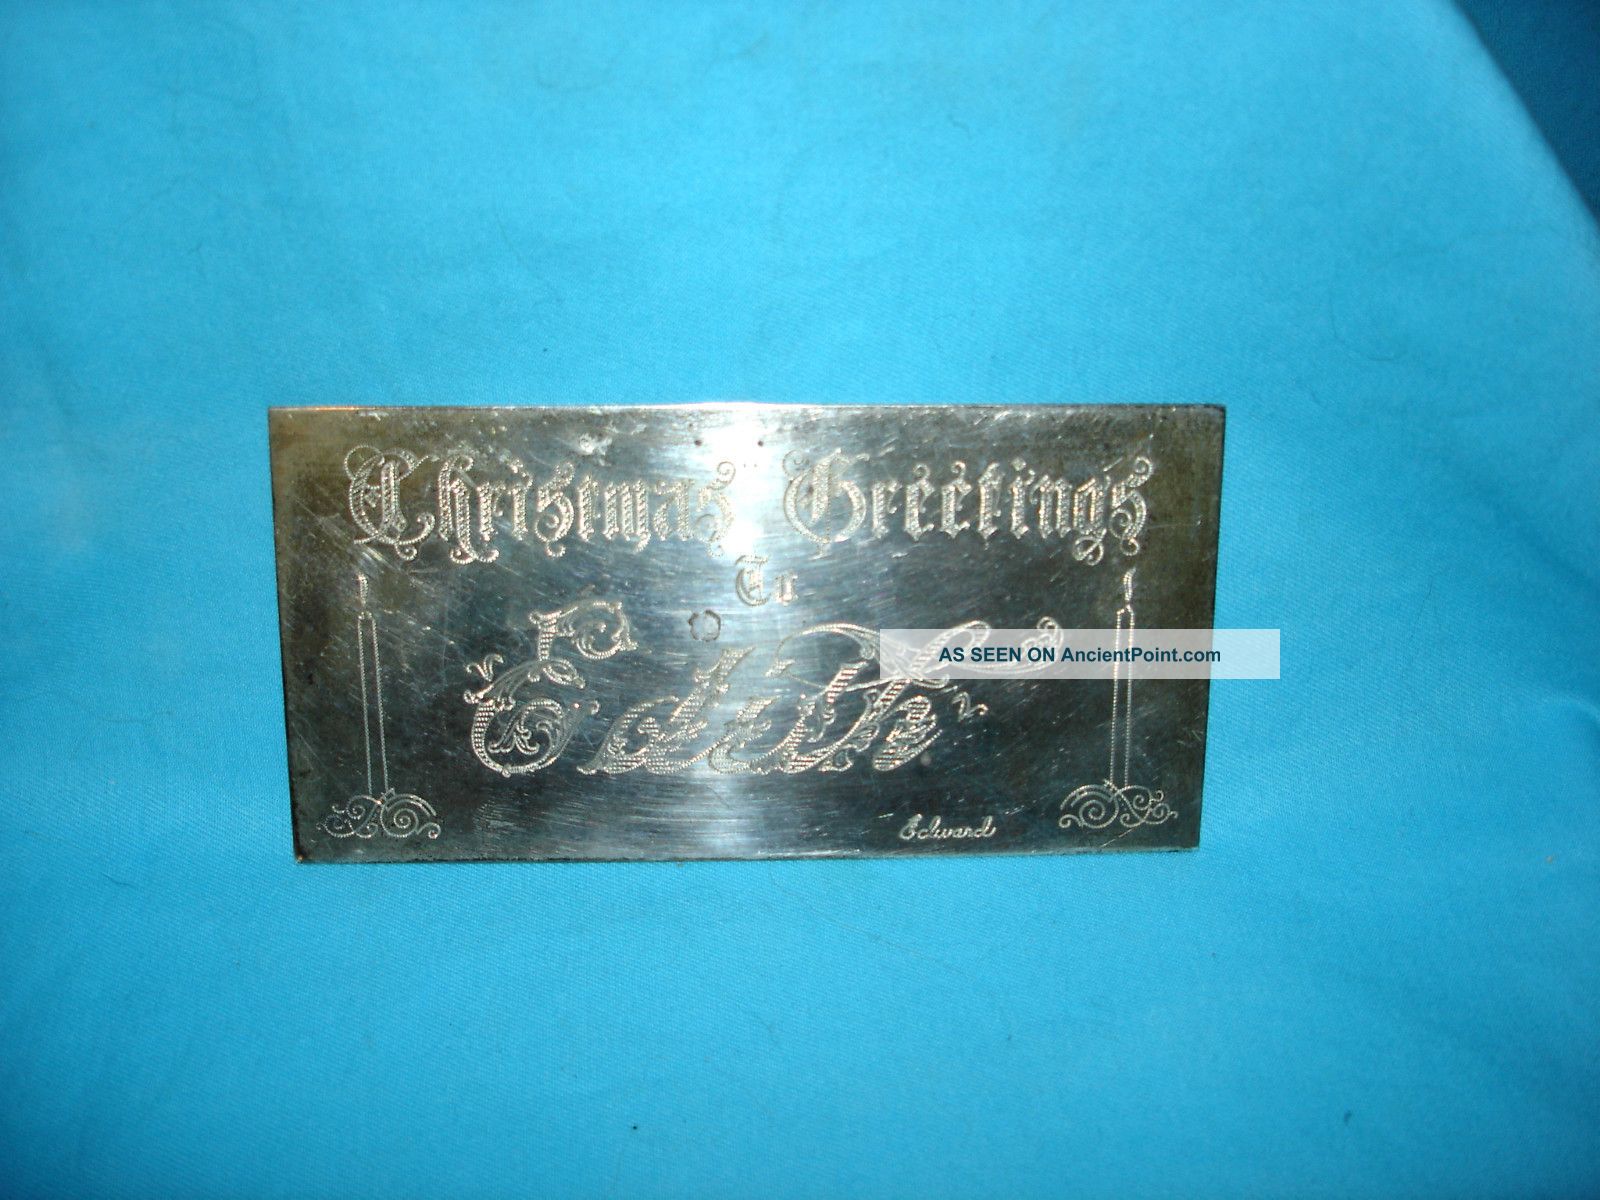 Christmas Greetings
To
Edith
AS SEEN ON AncientPoint.com
Edward